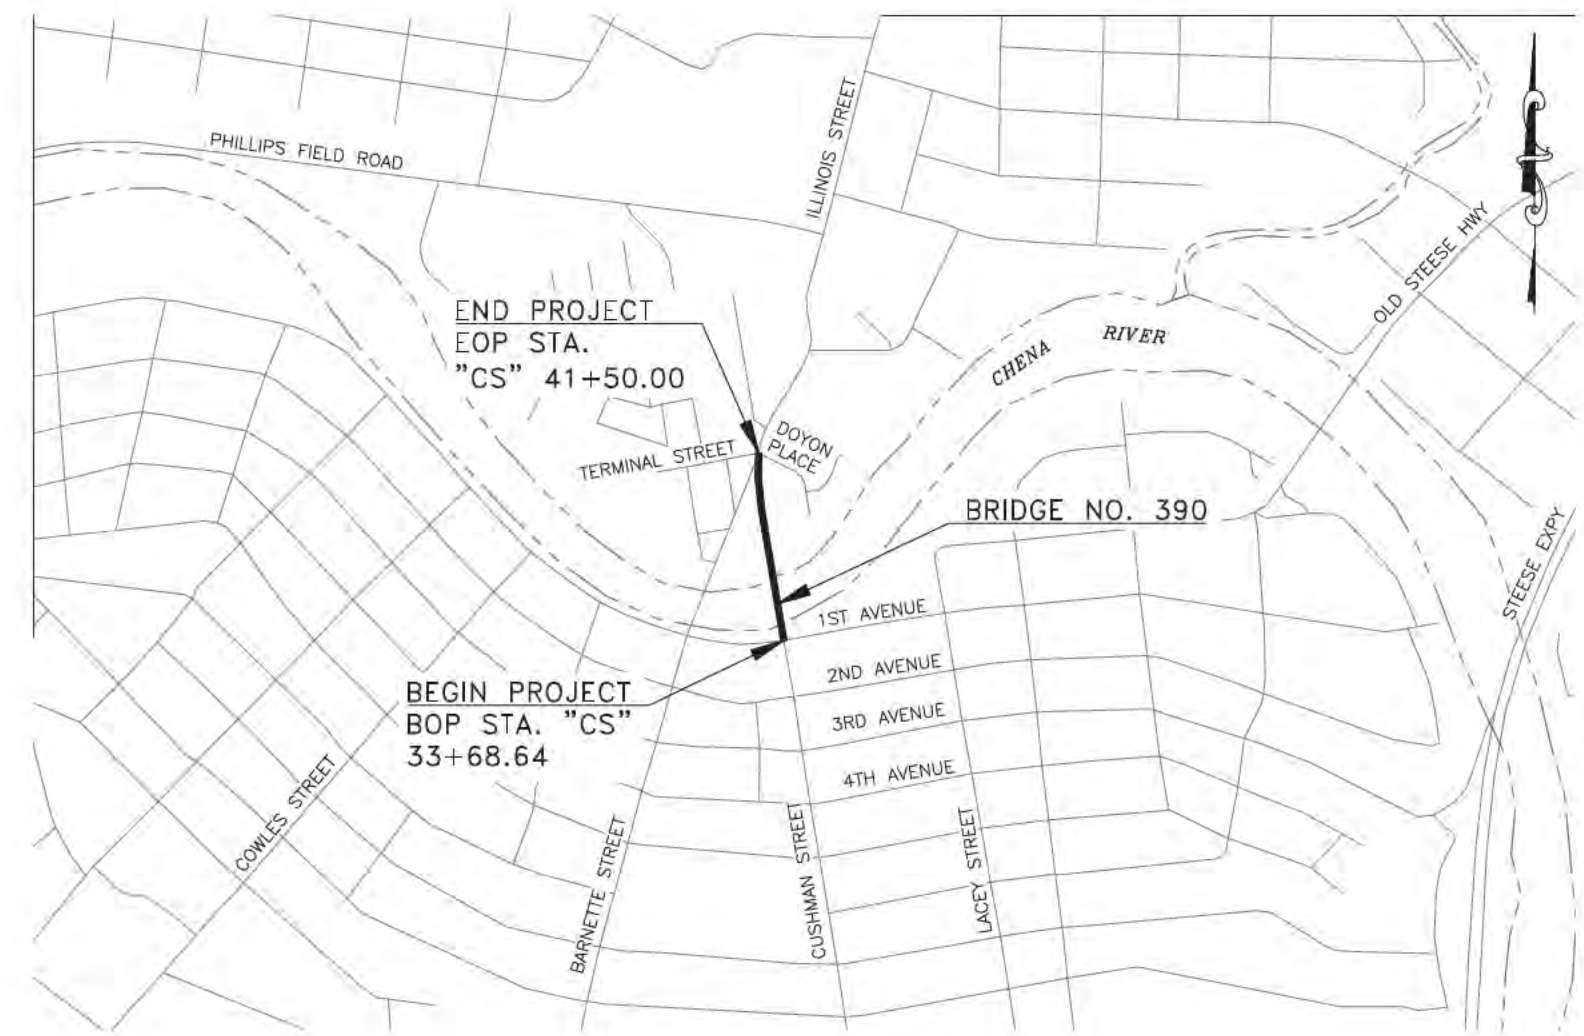 PHILLIPS FIELD ROAD
ILLINOIS STREET
OLD STEESE HWY
END PROJECT
EOP STA.
"CS" 41+50.00
CHENA RIVER
DOYON
PLACE
TERMINAL STREET
BRIDGE NO. 390
STEESE EXPY
1ST AVENUE
2ND AVENUE
BEGIN PROJECT
BOP STA. "CS"
33+68.64
3RD AVENUE
4TH AVENUE
COWLES STREET
BARNETTE STREET
CUSHMAN STREET
LACEY STREET